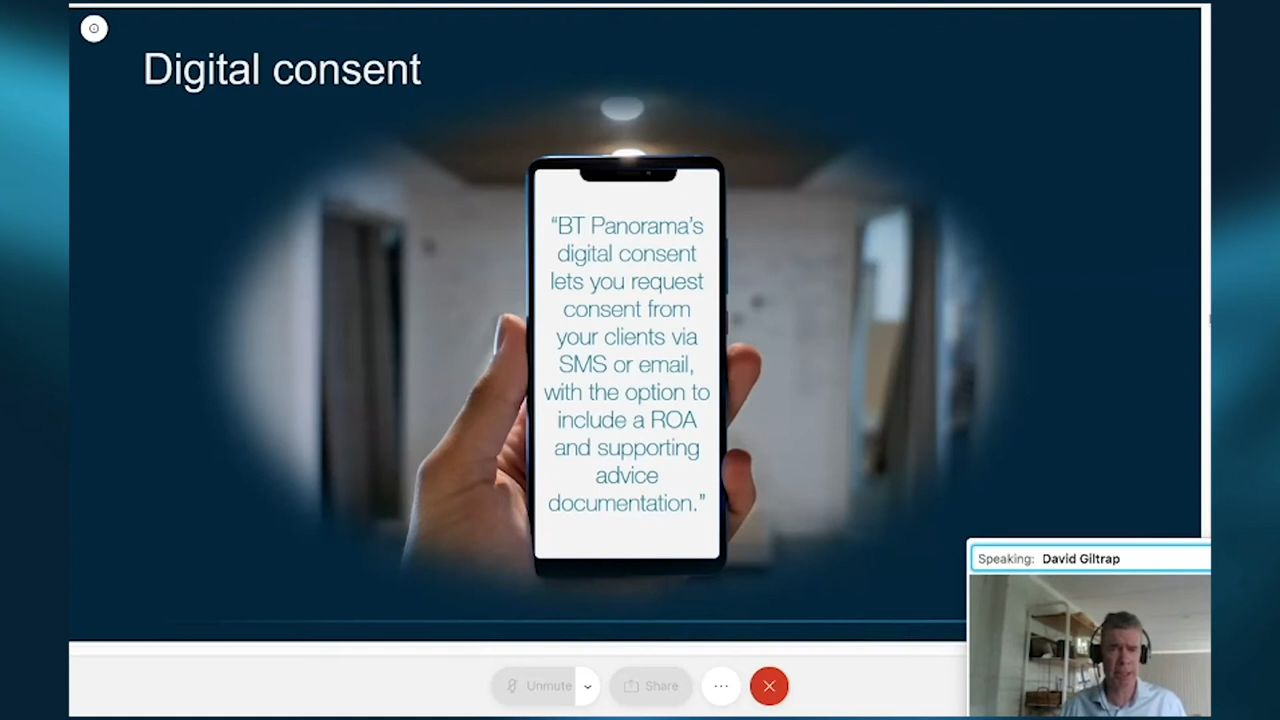 Digital consent
“BT Panorama’s
digital consent
lets you request
consent from
your clients via
SMS or email,
with the option to
include a ROA
and supporting
advice
documentation.”
Speaking: David Giltrap
Unmute
Share